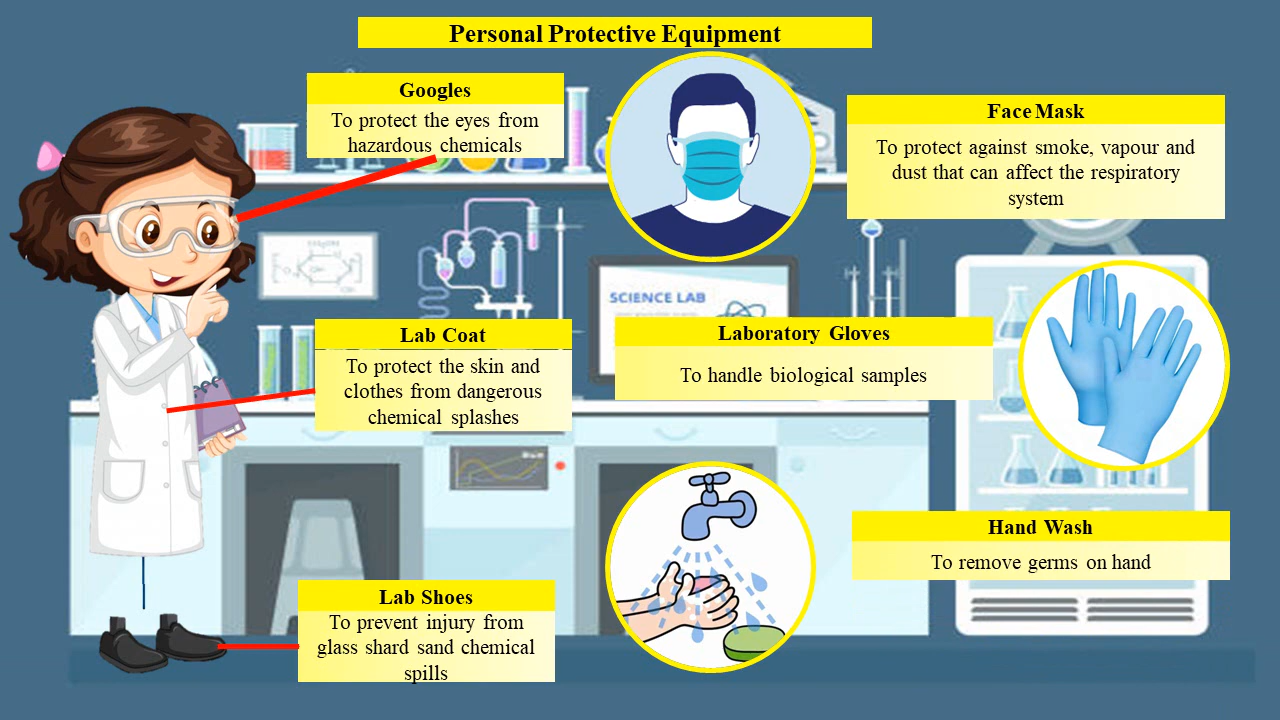 Personal Protective Equipment
Googles
To protect the eyes from
hazardous chemicals
Face Mask
To protect against smoke, vapour and
dust that can affect the respiratory
system
SCIENCE LAB
Lab Coat
To protect the skin and
clothes from dangerous
chemical splashes
Laboratory Gloves
To handle biological samples
Hand Wash
To remove germs on hand
Lab Shoes
To prevent injury from
glass shard sand chemical
spills